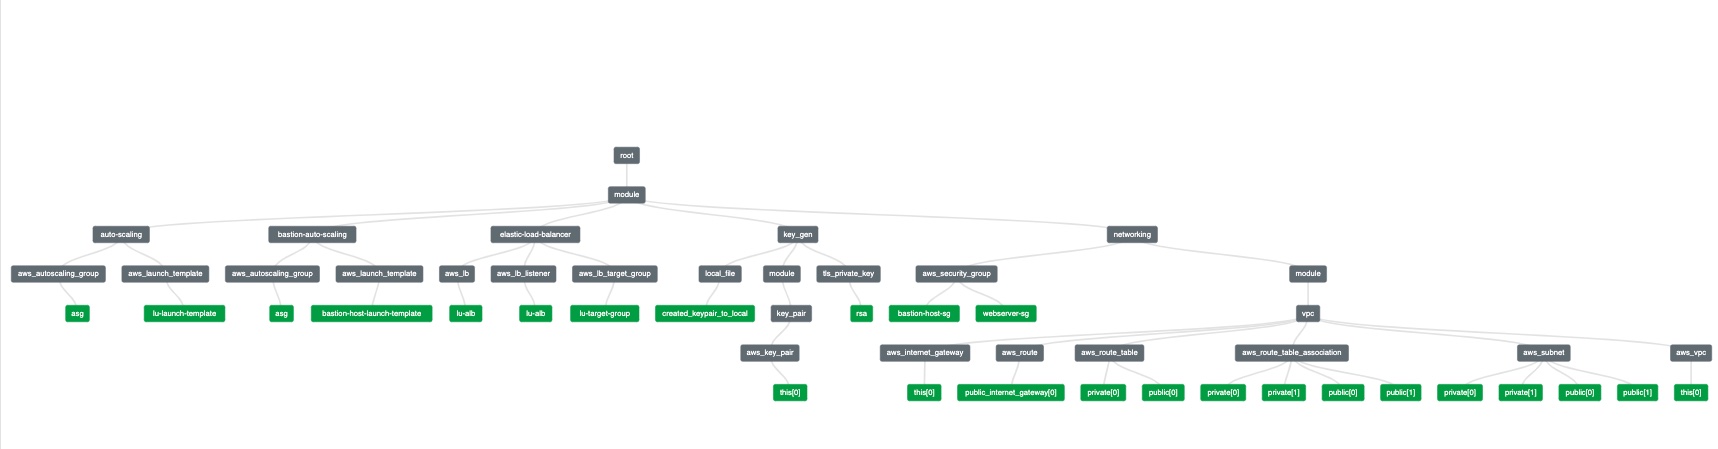 root
module
auto-scaling
bastion-auto-scaling
elastic-load-balancer
key_gen
networking
aws_autoscaling_group
aws_launch_template
aws_autoscaling_group
aws_launch_template
aws_lb
aws_lb_listener
aws_lb_target_group
local_file
module
tls_private_key
aws_security_group
module
asg
lu-launch-template
asg
bastion-host-launch-template
lu-alb
lu-alb
lu-target-group
created_keypair_to_local
key_pair
rsa
bastion-host-sg
webserver-sg
vpc
aws_key_pair
aws_internet_gateway
aws_route
aws_route_table
aws_route_table_association
aws_subnet
aws_vpc
this[0]
this[0]
public_internet_gateway[0]
private[0]
public[0]
private[0]
private[1]
public[0]
public[1]
private[0]
private[1]
public[0]
public[1]
this[0]